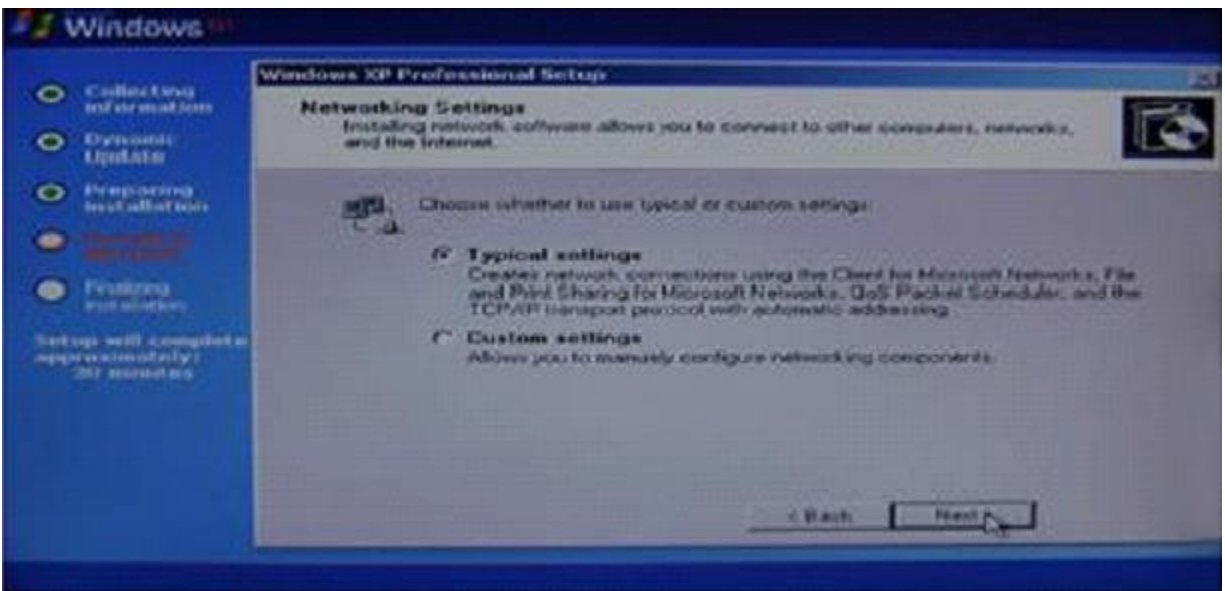 Windows
Collecting
information
Dynamic
Update
Preparing
installation
Installing
Windows
Finalizing
installation
Setup will complete
approximately:
30 minutes
Windows XP Professional Setup
Networking Settings
Installing network software allows you to connect to other computers, networks,
and the Internet.
Choose whether to use typical or custom settings:
Typical settings
Creates network connections using the Client for Microsoft Networks, File
and Print Sharing for Microsoft Networks, QoS Packet Scheduler, and the
TCP/IP transport protocol with automatic addressing.
Custom settings
Allows you to manually configure networking components.
< Back
Next >